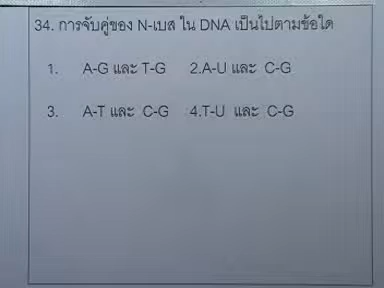 34. การจับคู่ของ N-เบส ใน DNA เป็นไปตามข้อใด
1. A-G และ T-G 2.A-U และ C-G
3. A-T และ C-G 4.T-U และ C-G